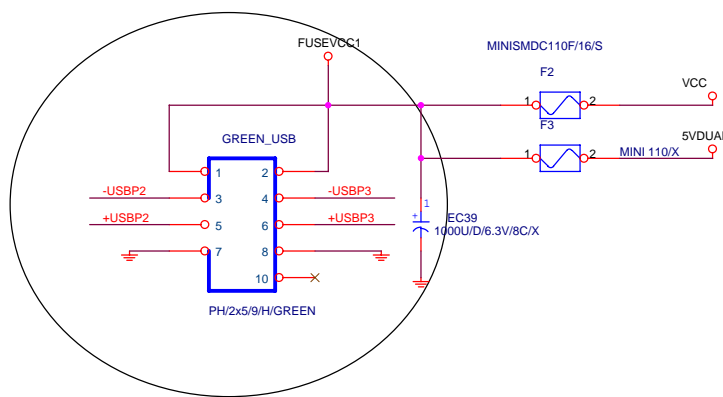 FUSEVCC1
MINISMDC110F/16/S
F2
VCC
1 2
F3
5VDUAL
1 2
MINI 110/X
GREEN_USB
1 2
-USBP2 3 4 -USBP3
+USBP2 5 6 +USBP3
7 8
10
PH/2x5/9/H/GREEN
1
+
EC39
1000U/D/6.3V/8C/X